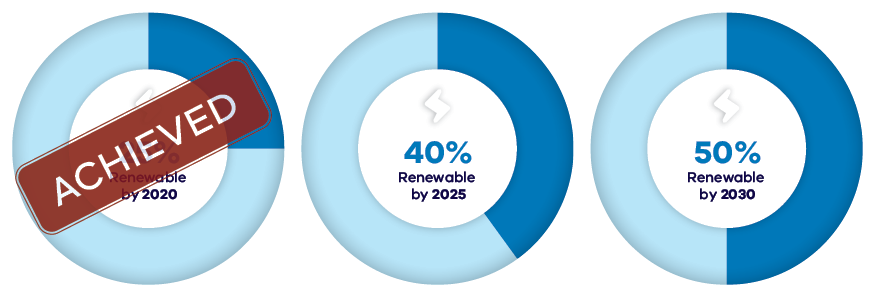 ACHIEVED
Renewable
by 2020
40%
Renewable
by 2025
50%
Renewable
by 2030